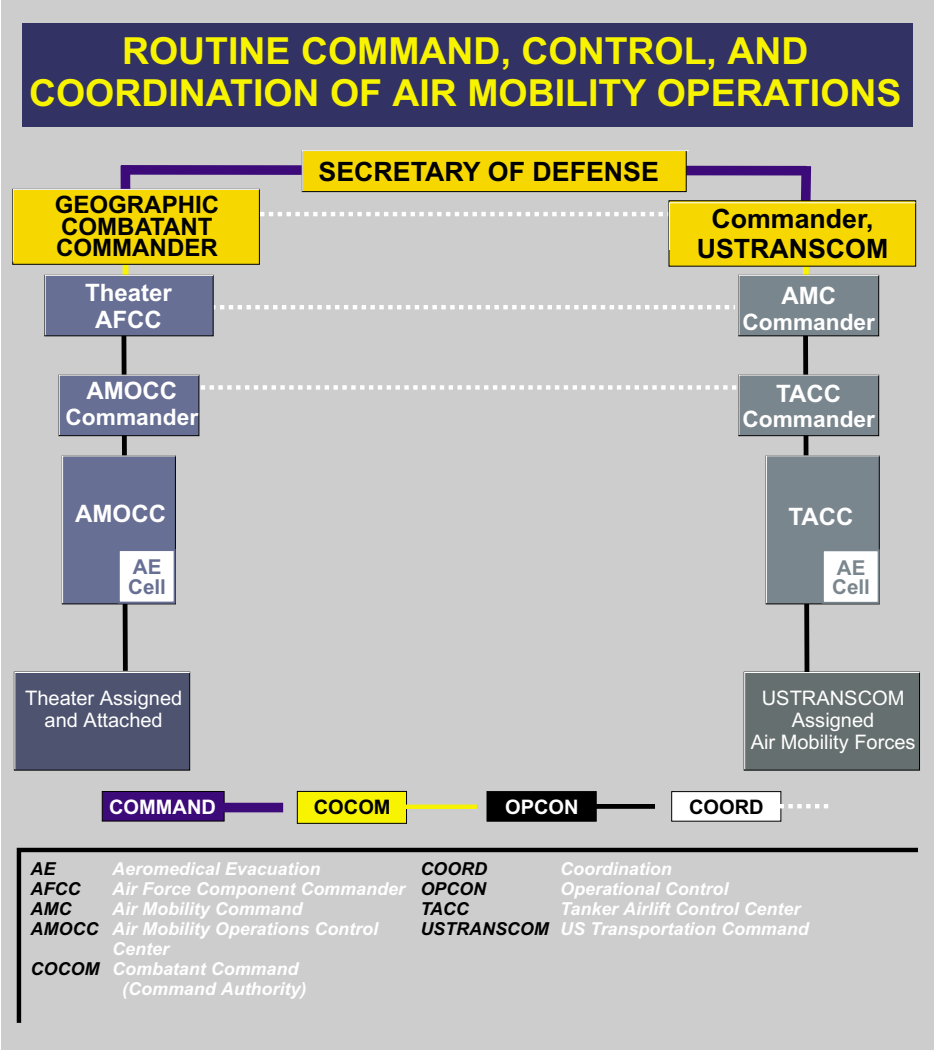 ROUTINE COMMAND, CONTROL, AND
COORDINATION OF AIR MOBILITY OPERATIONS
SECRETARY OF DEFENSE
GEOGRAPHIC
COMBATANT
COMMANDER
Commander,
USTRANSCOM
Theater
AFCC
AMC
Commander
AMOCC
Commander
TACC
Commander
AMOCC
AE
Cell
TACC
AE
Cell
Theater Assigned
and Attached
USTRANSCOM
Assigned
Air Mobility Forces
COMMAND
COCOM
OPCON
COORD
AE Aeromedical Evacuation
AFCC Air Force Component Commander
AMC Air Mobility Command
AMOCC Air Mobility Operations Control
Center
COCOM Combatant Command
(Command Authority)
COORD Coordination
OPCON Operational Control
TACC Tanker Airlift Control Center
USTRANSCOM US Transportation Command